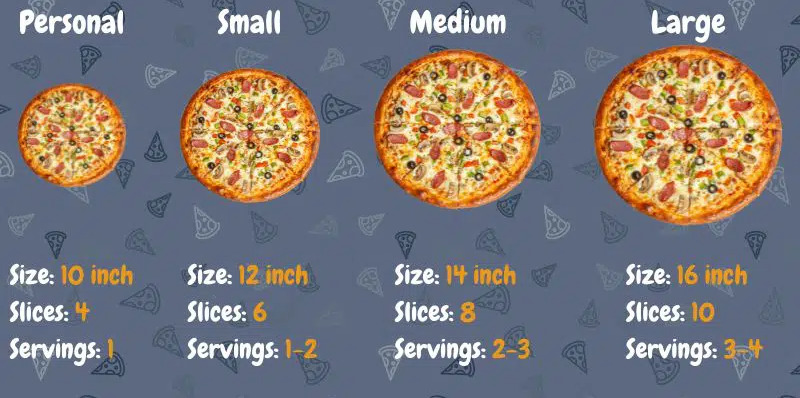 Personal
Size: 10 inch
Slices: 4
Servings: 1
Small
Size: 12 inch
Slices: 6
Servings: 1-2
Medium
Size: 14 inch
Slices: 8
Servings: 2-3
Large
Size: 16 inch
Slices: 10
Servings: 3-4